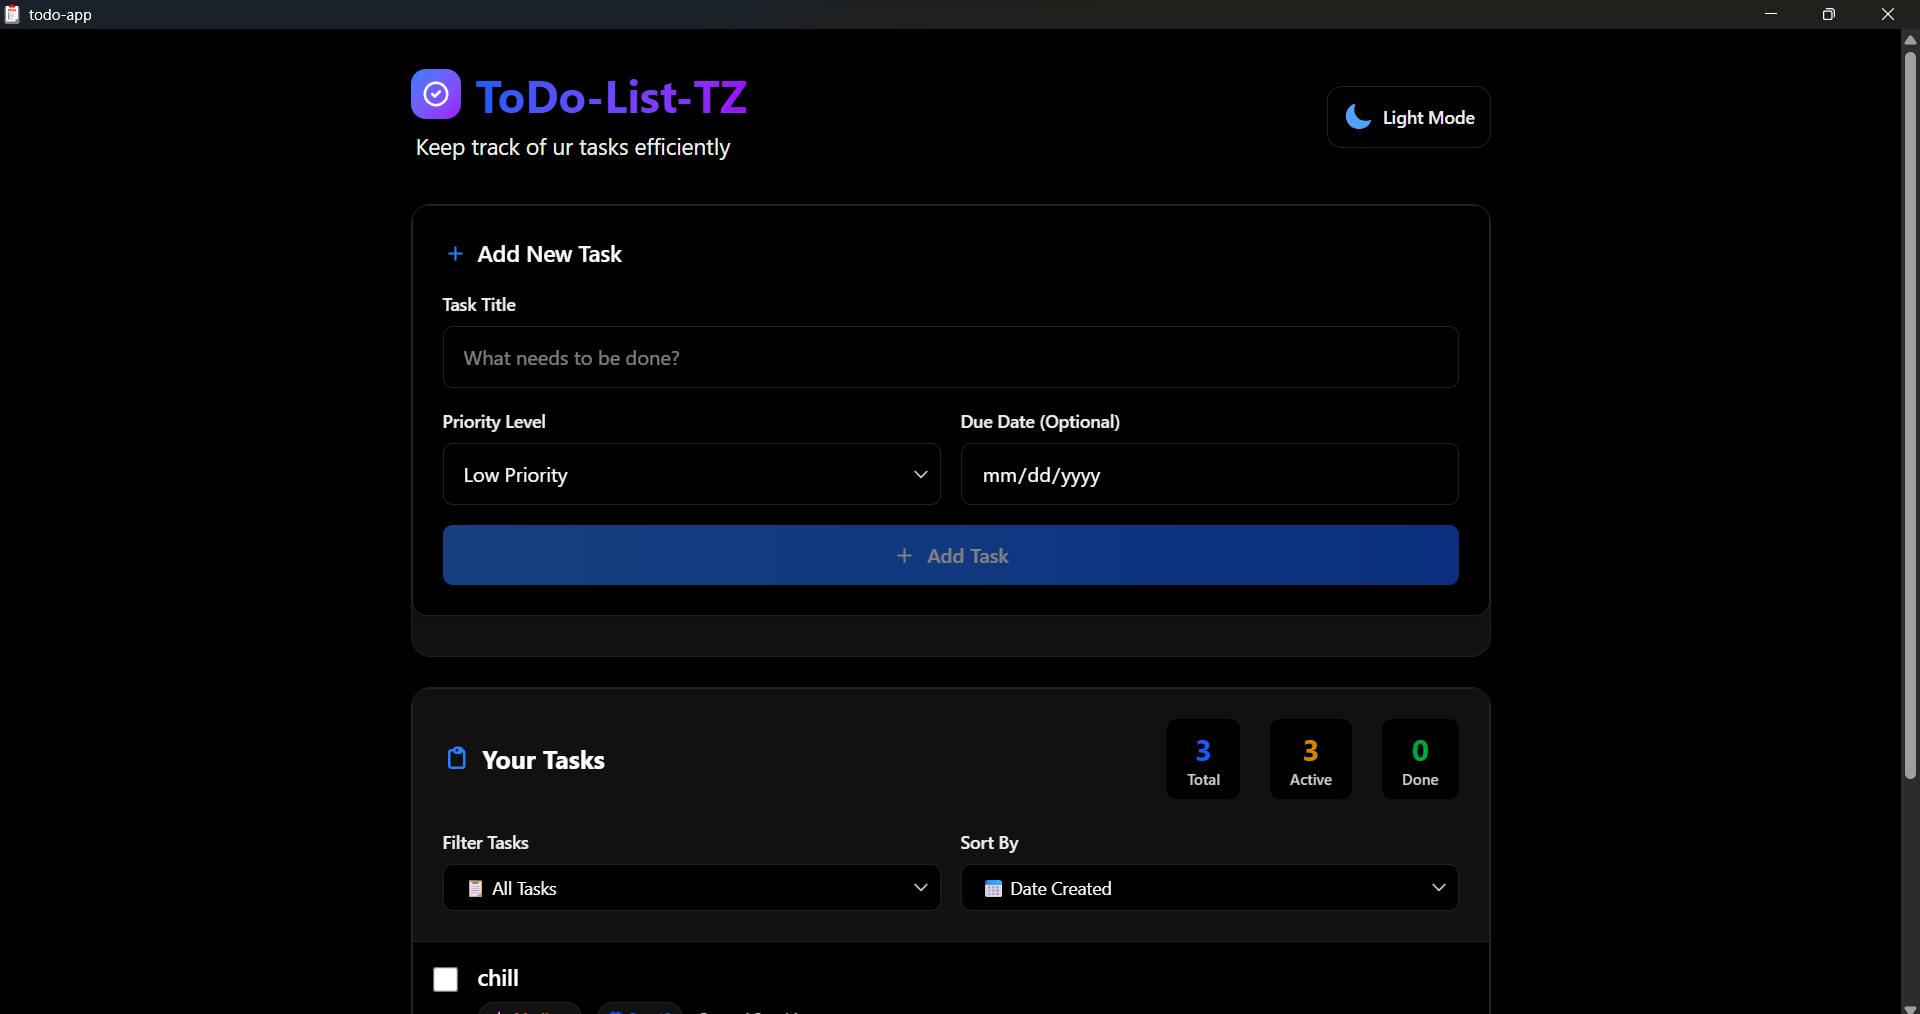 todo-app
ToDo-List-TZ
Keep track of ur tasks efficiently
Light Mode
+ Add New Task
Task Title
What needs to be done?
Priority Level
Due Date (Optional)
Low Priority
mm/dd/yyyy
+ Add Task
Your Tasks
3
Total
3
Active
0
Done
Filter Tasks
Sort By
All Tasks
Date Created
chill